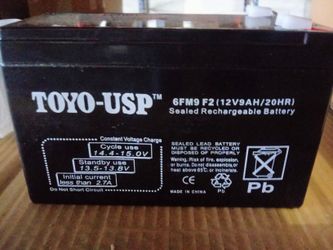 TOYO-USP™
6FM9 F2 (12V9AH/20HR)
Sealed Rechargeable Battery
Constant Voltage Charge
Cycle use
14.4-15.0V
Standby use
13.5-13.8V
Initial current
less than 2.7A
Do Not Short Circuit
SEALED LEAD BATTERY MUST BE
RECYCLED OR DISPOSED OF PROPERLY
MADE IN CHINA
Pb